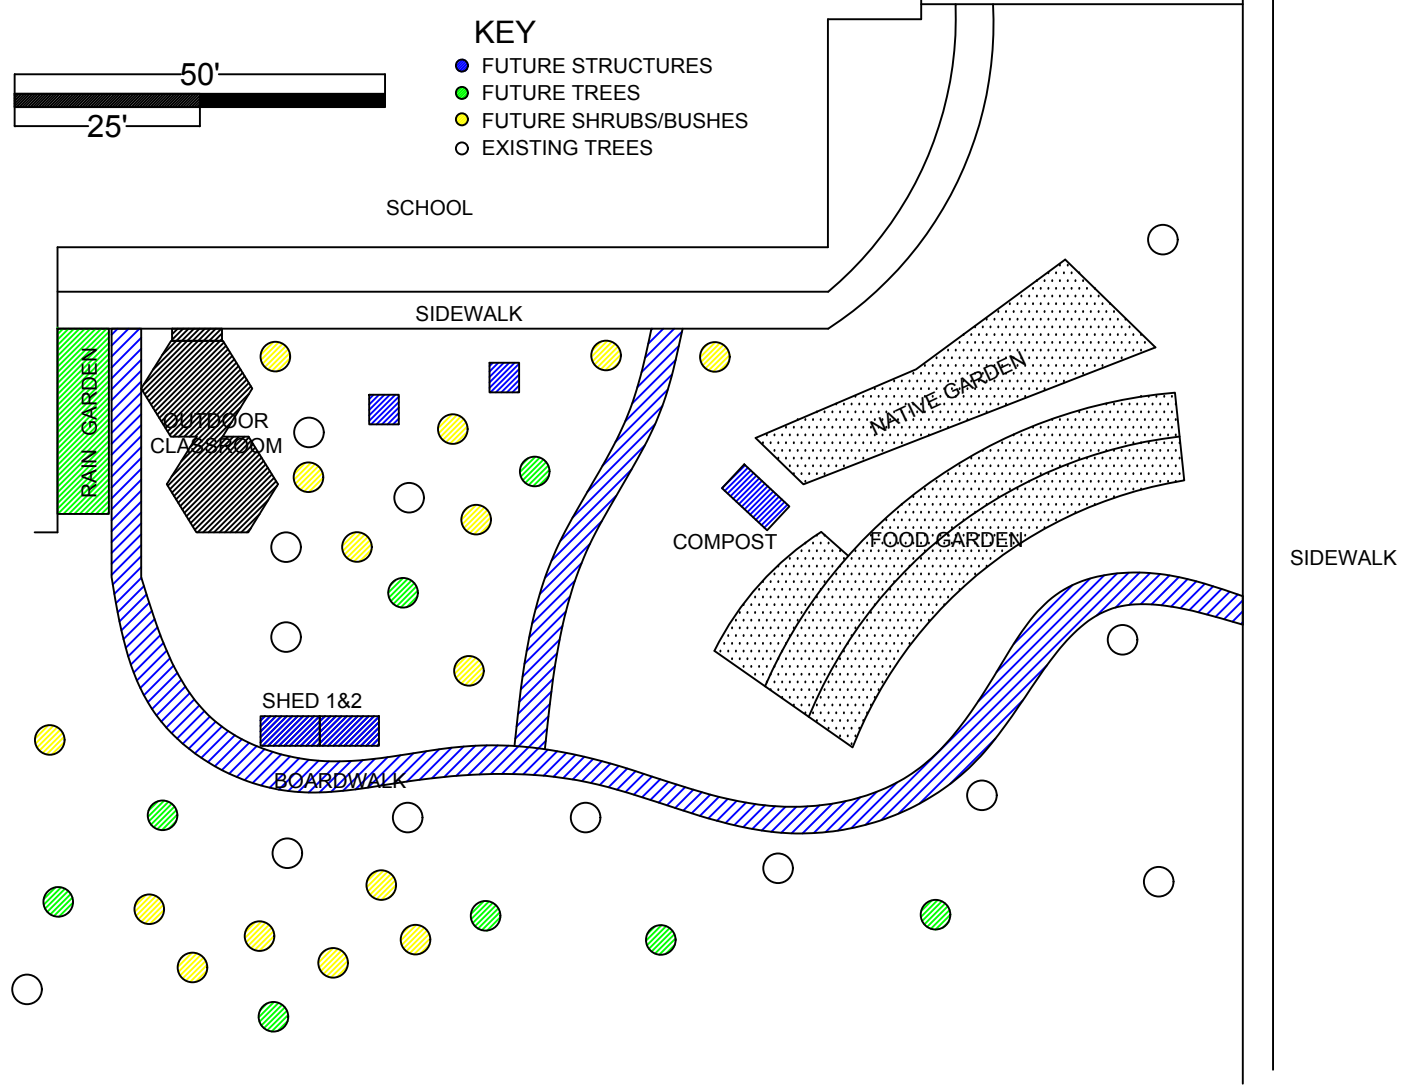 KEY
FUTURE STRUCTURES
FUTURE TREES
FUTURE SHRUBS/BUSHES
EXISTING TREES
50'
25'
SCHOOL
SIDEWALK
RAIN GARDEN
OUTDOOR
CLASSROOM
NATIVE GARDEN
COMPOST
FOOD GARDEN
SIDEWALK
SHED 1&2
BOARDWALK